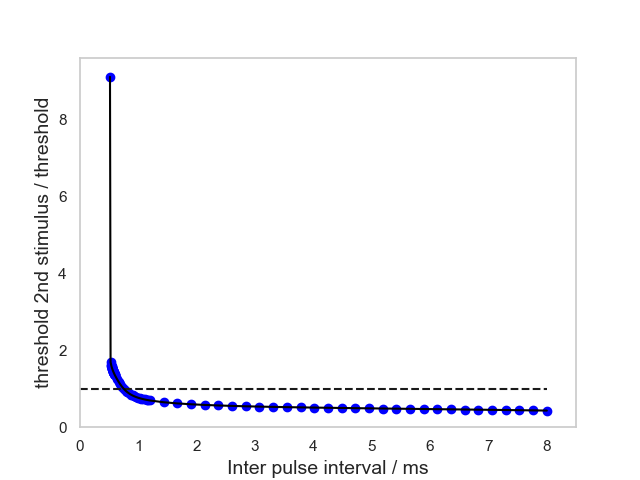 threshold 2nd stimulus / threshold
8
6
4
2
0
0 1 2 3 4 5 6 7 8
Inter pulse interval / ms